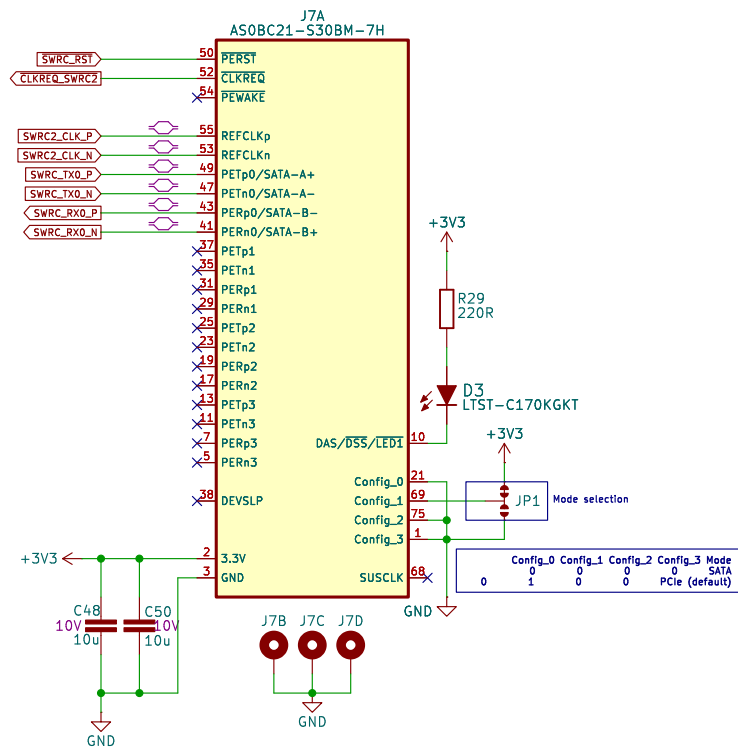 J7A
AS0BC21-S30BM-7H
SWRC_RST 50 PERST
CLKREQ_SWRC2 52 CLKREQ
54 PEWAKE
SWRC2_CLK_P 55 REFCLKp
SWRC2_CLK_N 53 REFCLKn
SWRC_TX0_P 49 PETp0/SATA-A+
SWRC_TX0_N 47 PETn0/SATA-A-
SWRC_RX0_P 43 PERp0/SATA-B-
SWRC_RX0_N 41 PERn0/SATA-B+
37 PETp1
35 PETn1
31 PERp1
29 PERn1
25 PETp2
23 PETn2
19 PERp2
17 PERn2
13 PETp3
11 PETn3
7 PERp3
5 PERn3
38 DEVSLP
+3V3 2 3.3V
3 GND
C48
10V
10u
C50
10V
10u
GND
+3V3
R29
220R
D3
LTST-C170KGKT
DAS/DSS/LED1 10
+3V3
Config_0 21
Config_1 69
Config_2 75
Config_3 1
SUSCLK 68
JP1
Mode selection
GND
Config_0 Config_1 Config_2 Config_3 Mode
0 0 0 0 SATA
0 1 0 0 PCIe (default)
J7B J7C J7D
GND